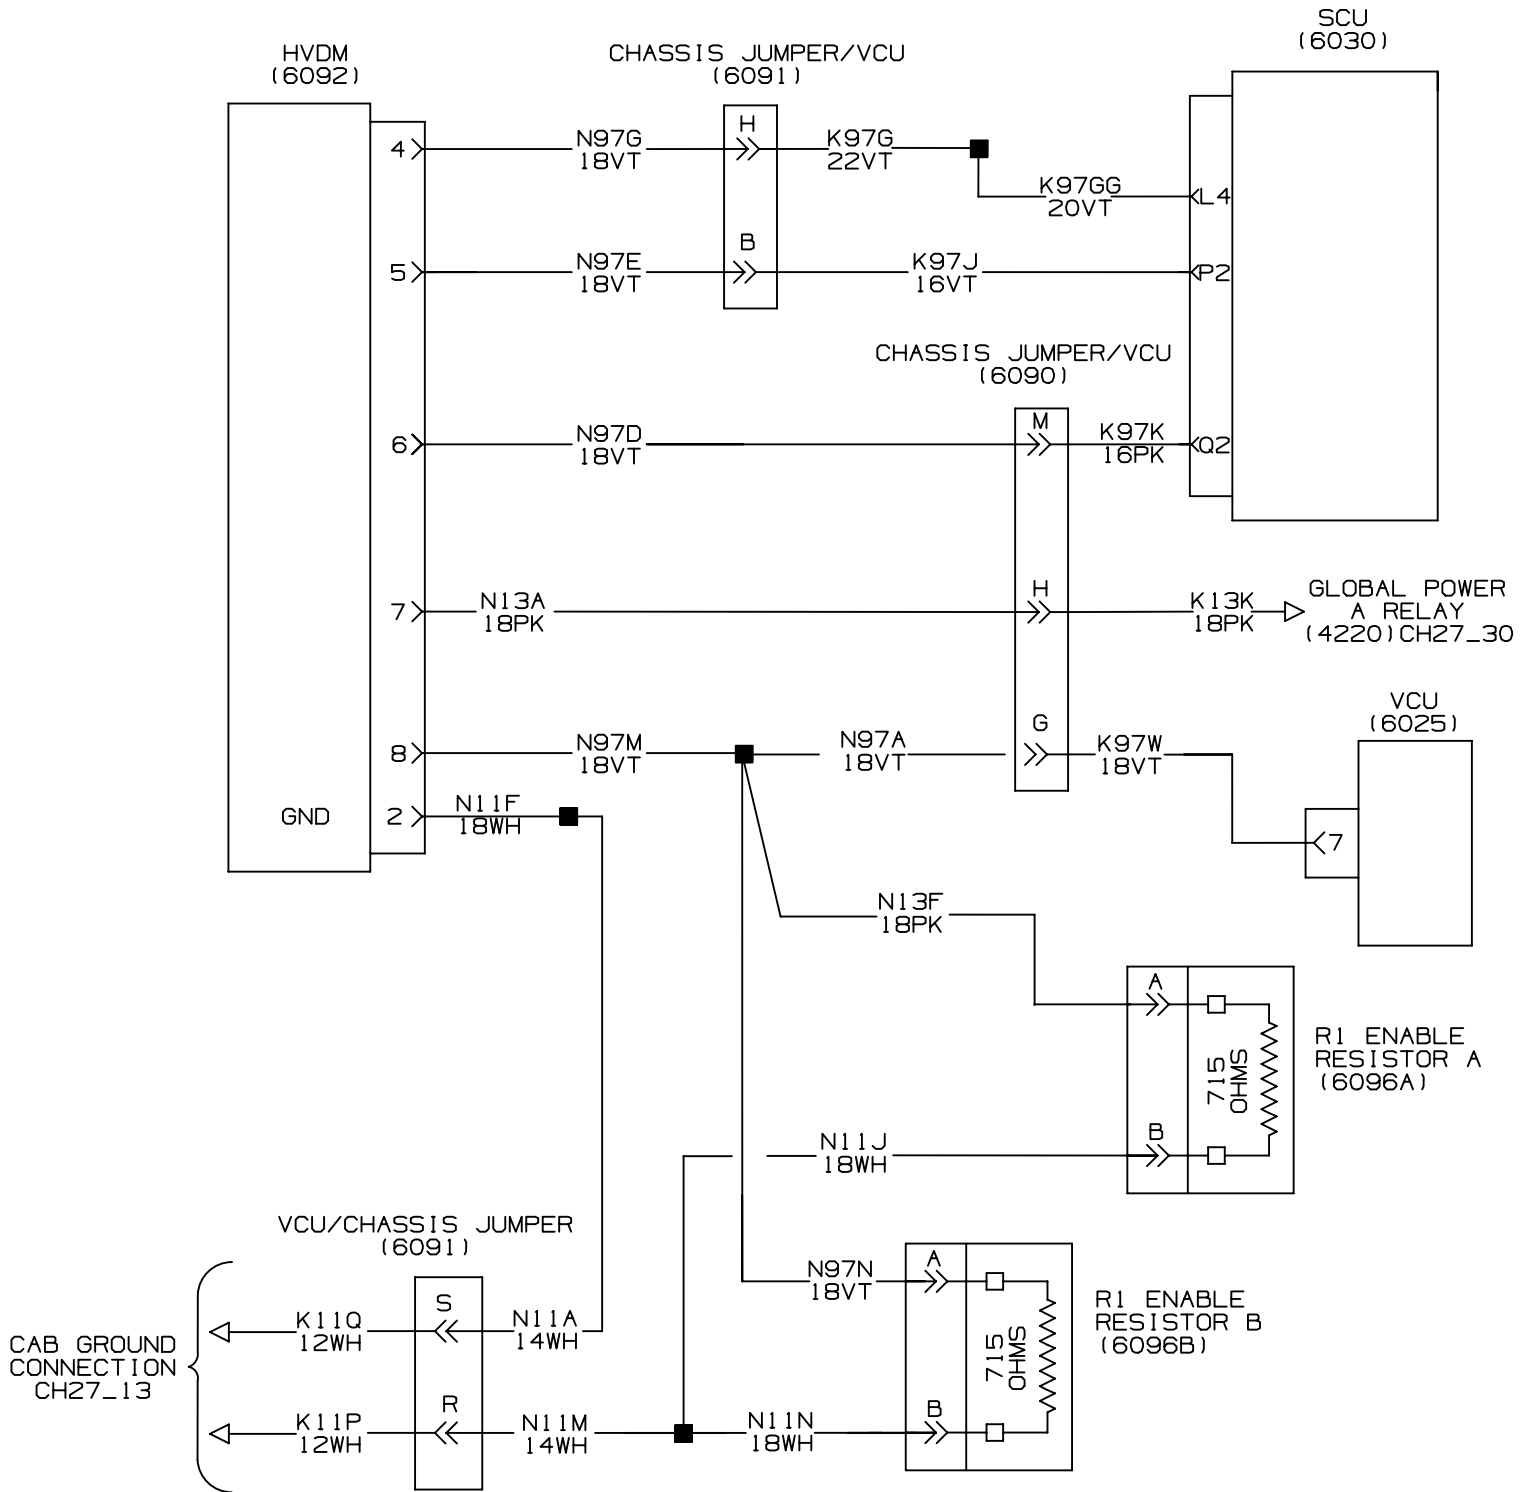 SCU
(6030)
HVDM
(6092)
CHASSIS JUMPER/VCU
(6091)
4
N97G
18VT
H
K97G
22VT
K97GG
20VT
L4
5
N97E
18VT
B
K97J
16VT
P2
CHASSIS JUMPER/VCU
(6090)
6
N97D
18VT
M
K97K
16PK
Q2
7
N13A
18PK
H
K13K
18PK
GLOBAL POWER
A RELAY
(4220)CH27_30
VCU
(6025)
8
N97M
18VT
N97A
18VT
G
K97W
18VT
GND
2
N11F
18WH
7
N13F
18PK
A
715
OHMS
R1 ENABLE
RESISTOR A
(6096A)
B
N11J
18WH
VCU/CHASSIS JUMPER
(6091)
N97N
18VT
A
CAB GROUND
CONNECTION
CH27_13
K11Q
12WH
S
N11A
14WH
715
OHMS
R1 ENABLE
RESISTOR B
(6096B)
K11P
12WH
R
N11M
14WH
N11N
18WH
B